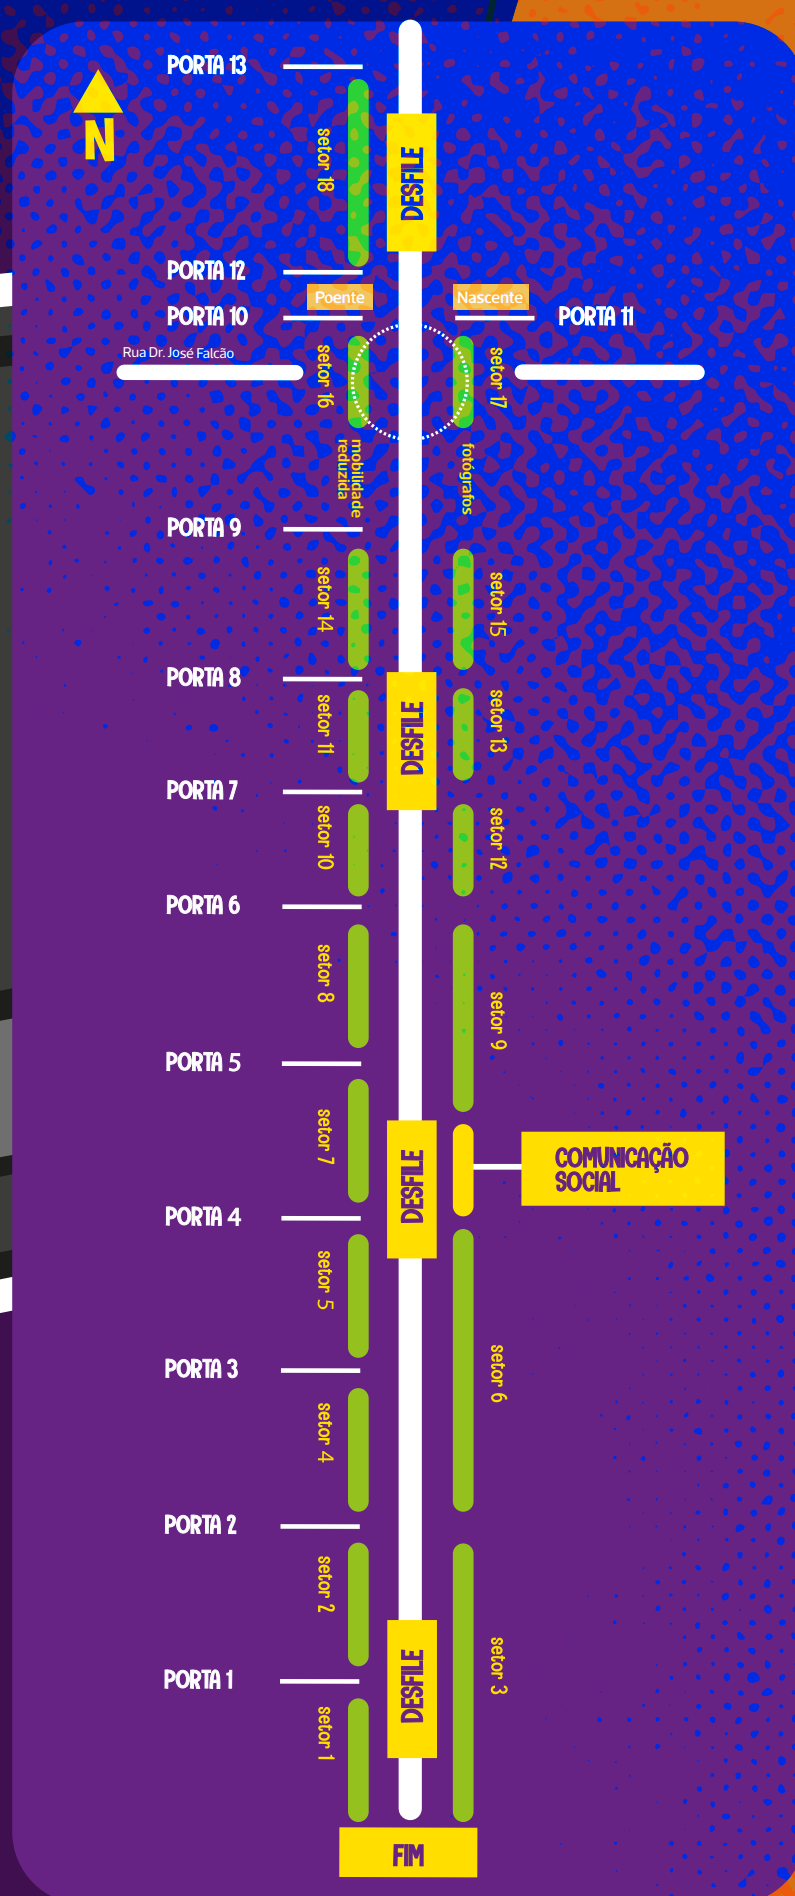 PORTA 13
N
setor 18
DESFILE
PORTA 12
Poente
Nascente
PORTA 10
PORTA 11
Rua Dr. José Falcão
setor 16
setor 17
mobilidade
reduzida
fotógrafos
PORTA 9
setor 14
setor 15
PORTA 8
setor 11
DESFILE
setor 13
PORTA 7
setor 10
setor 12
PORTA 6
setor 8
setor 9
PORTA 5
setor 7
DESFILE
COMUNICAÇÃO
SOCIAL
PORTA 4
setor 5
setor 6
PORTA 3
setor 4
PORTA 2
setor 2
setor 3
PORTA 1
DESFILE
setor 1
FIM